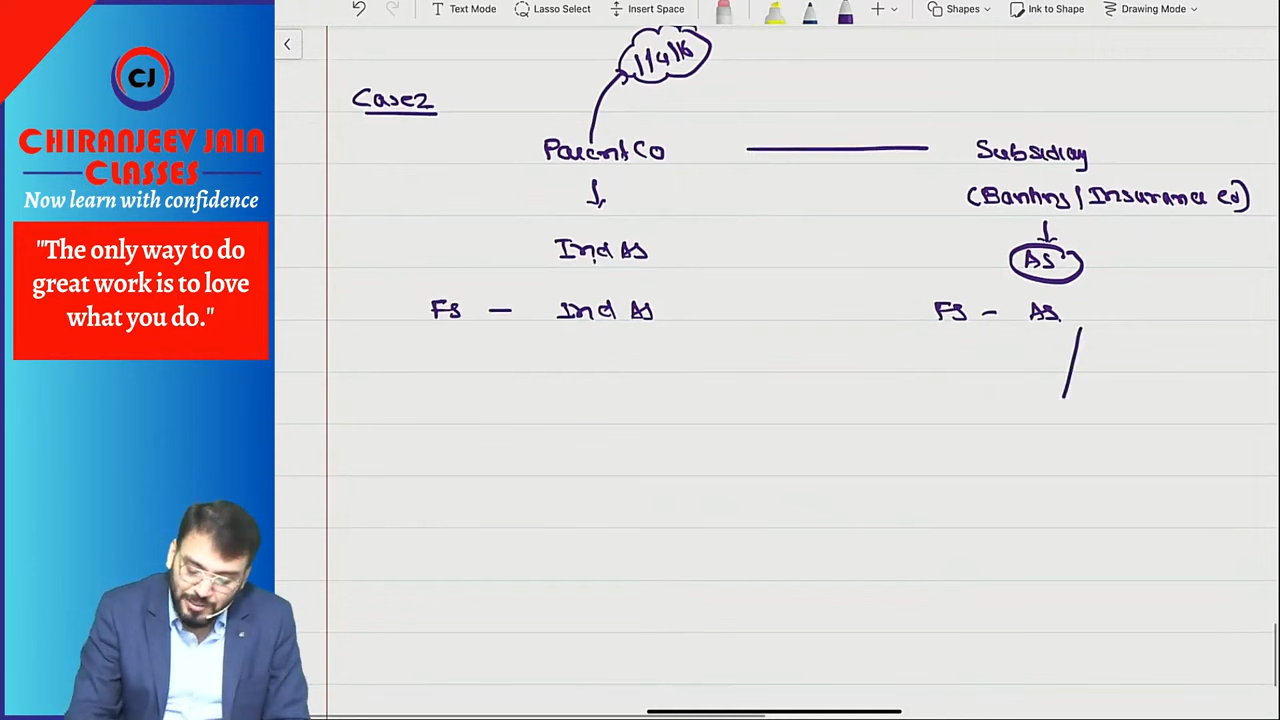 Text Mode
Lasso Select
Insert Space
Shapes
Ink to Shape
Drawing Mode
CJ
CHIRANJEEV JAIN
CLASSES
Now learn with confidence
"The only way to do
great work is to love
what you do."
1/4/16
Case2
Parent Co
Subsidiary
(Banking/Insurance Co)
Ind AS
AS
FS - Ind AS
FS - AS